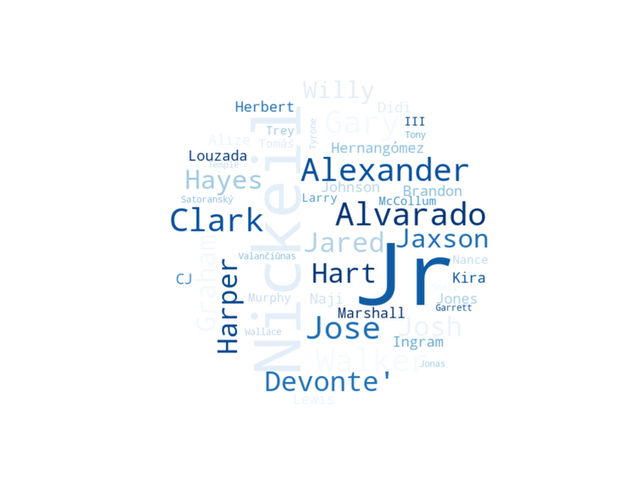 Willy
Herbert
Didi
Gary
III
Trey
Tyrone
Tony
Alize
Tomáš
Hernangómez
Louzada
Temple
Alexander
Hayes
Johnson
Brandon
Satoranský
Larry
McCollum
Clark
Alvarado
Nickeil
Graham
Jared
Jaxson
Valančiūnas
Nance
Hart
Jr
CJ
Kira
Harper
Murphy
Naji
Jones
Garrett
Marshall
Jose
Josh
Wallace
Ingram
Walker
Jonas
Devonte'
Lewis